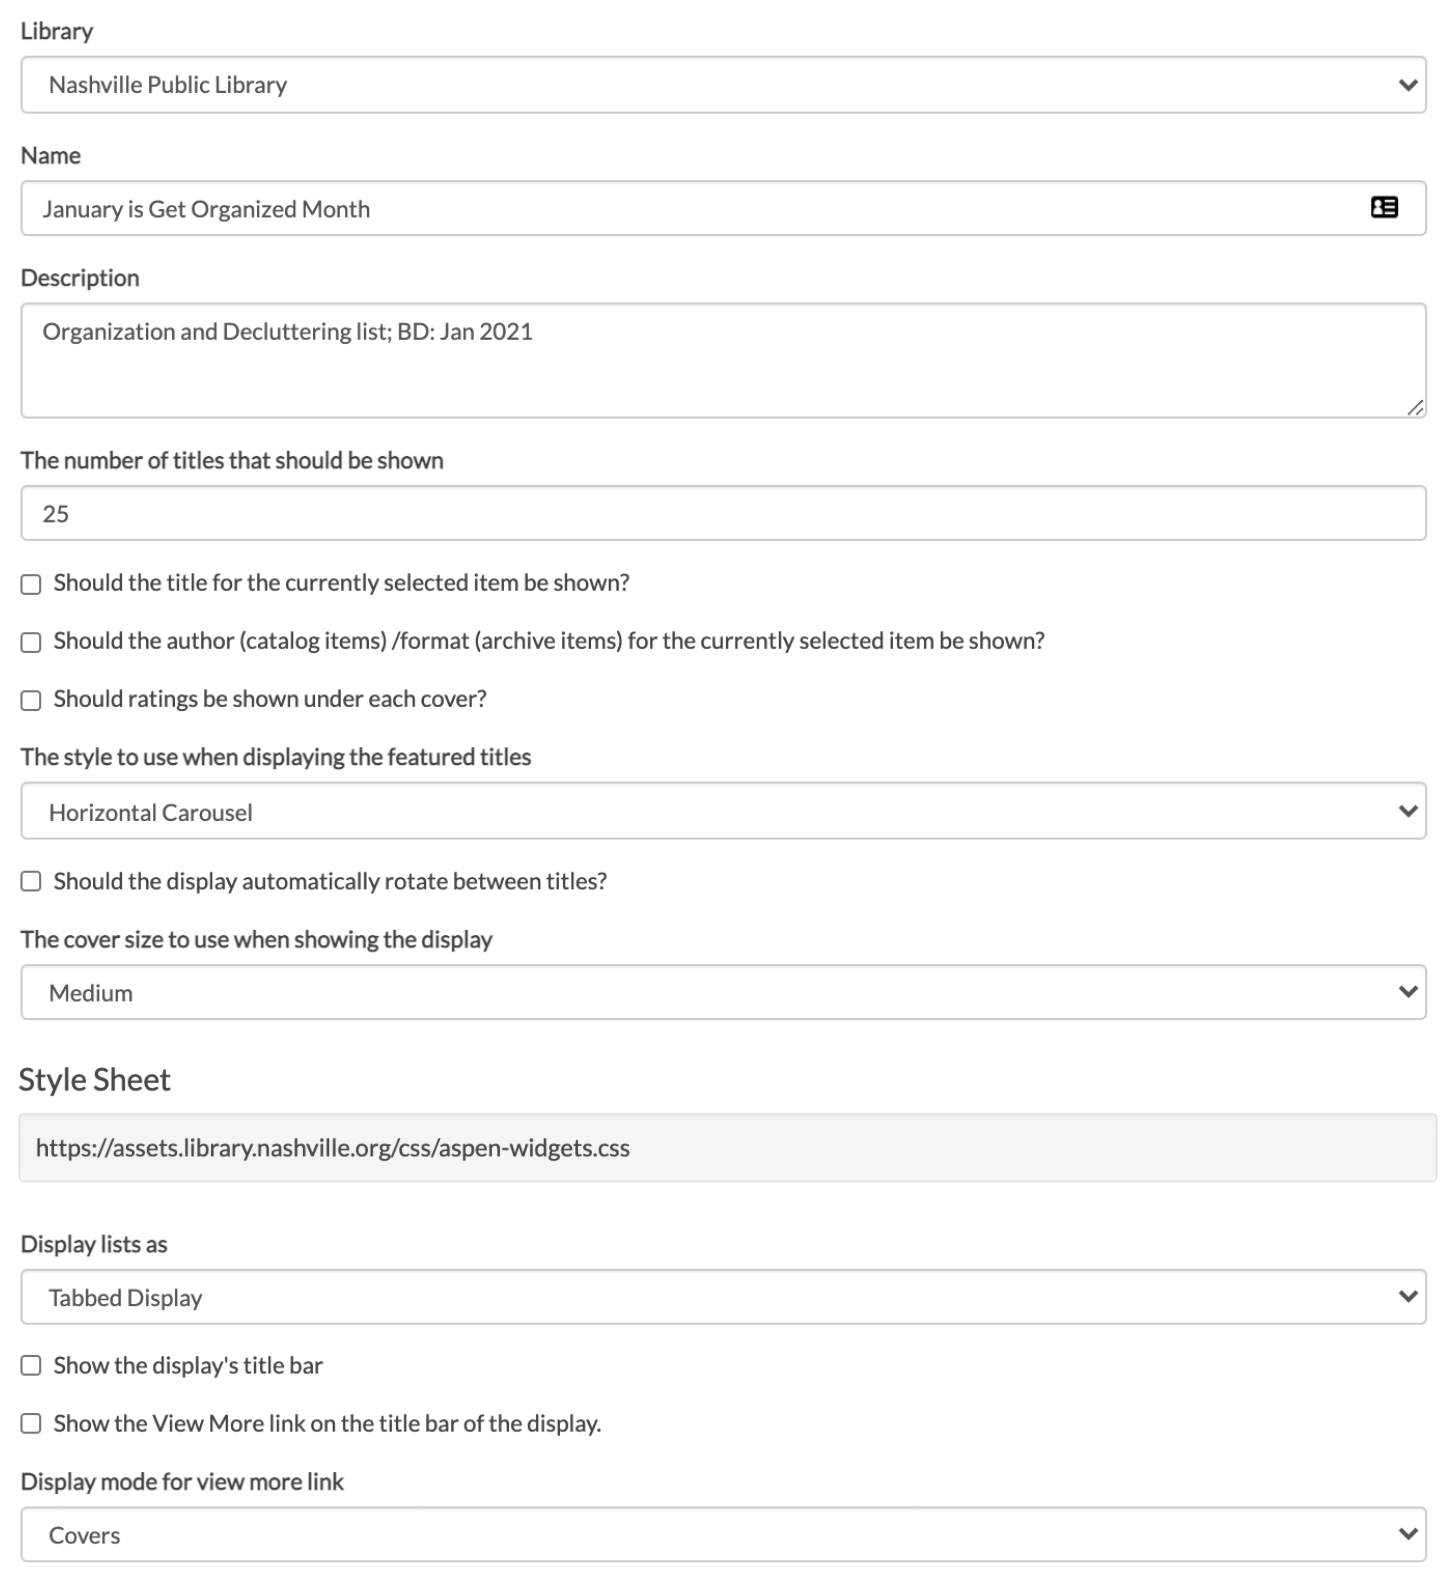 Library
Nashville Public Library
Name
January is Get Organized Month
Description
Organization and Decluttering list; BD: Jan 2021
The number of titles that should be shown
25
Should the title for the currently selected item be shown?
Should the author (catalog items) /format (archive items) for the currently selected item be shown?
Should ratings be shown under each cover?
The style to use when displaying the featured titles
Horizontal Carousel
Should the display automatically rotate between titles?
The cover size to use when showing the display
Medium
Style Sheet
https://assets.library.nashville.org/css/aspen-widgets.css
Display lists as
Tabbed Display
Show the display's title bar
Show the View More link on the title bar of the display.
Display mode for view more link
Covers